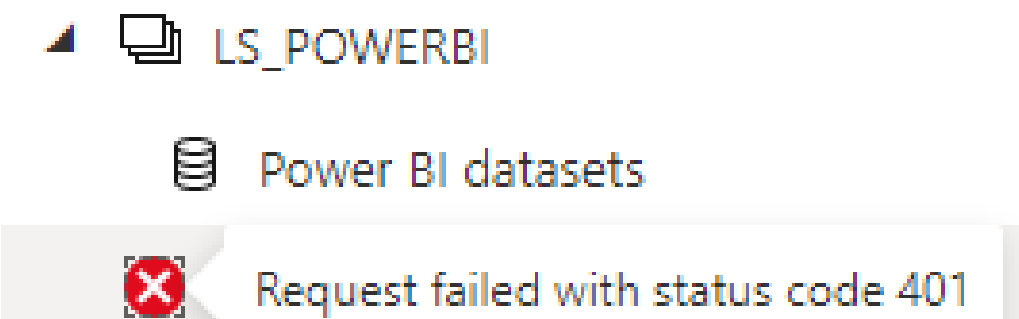 LS_POWERBI
Power BI datasets
Request failed with status code 401